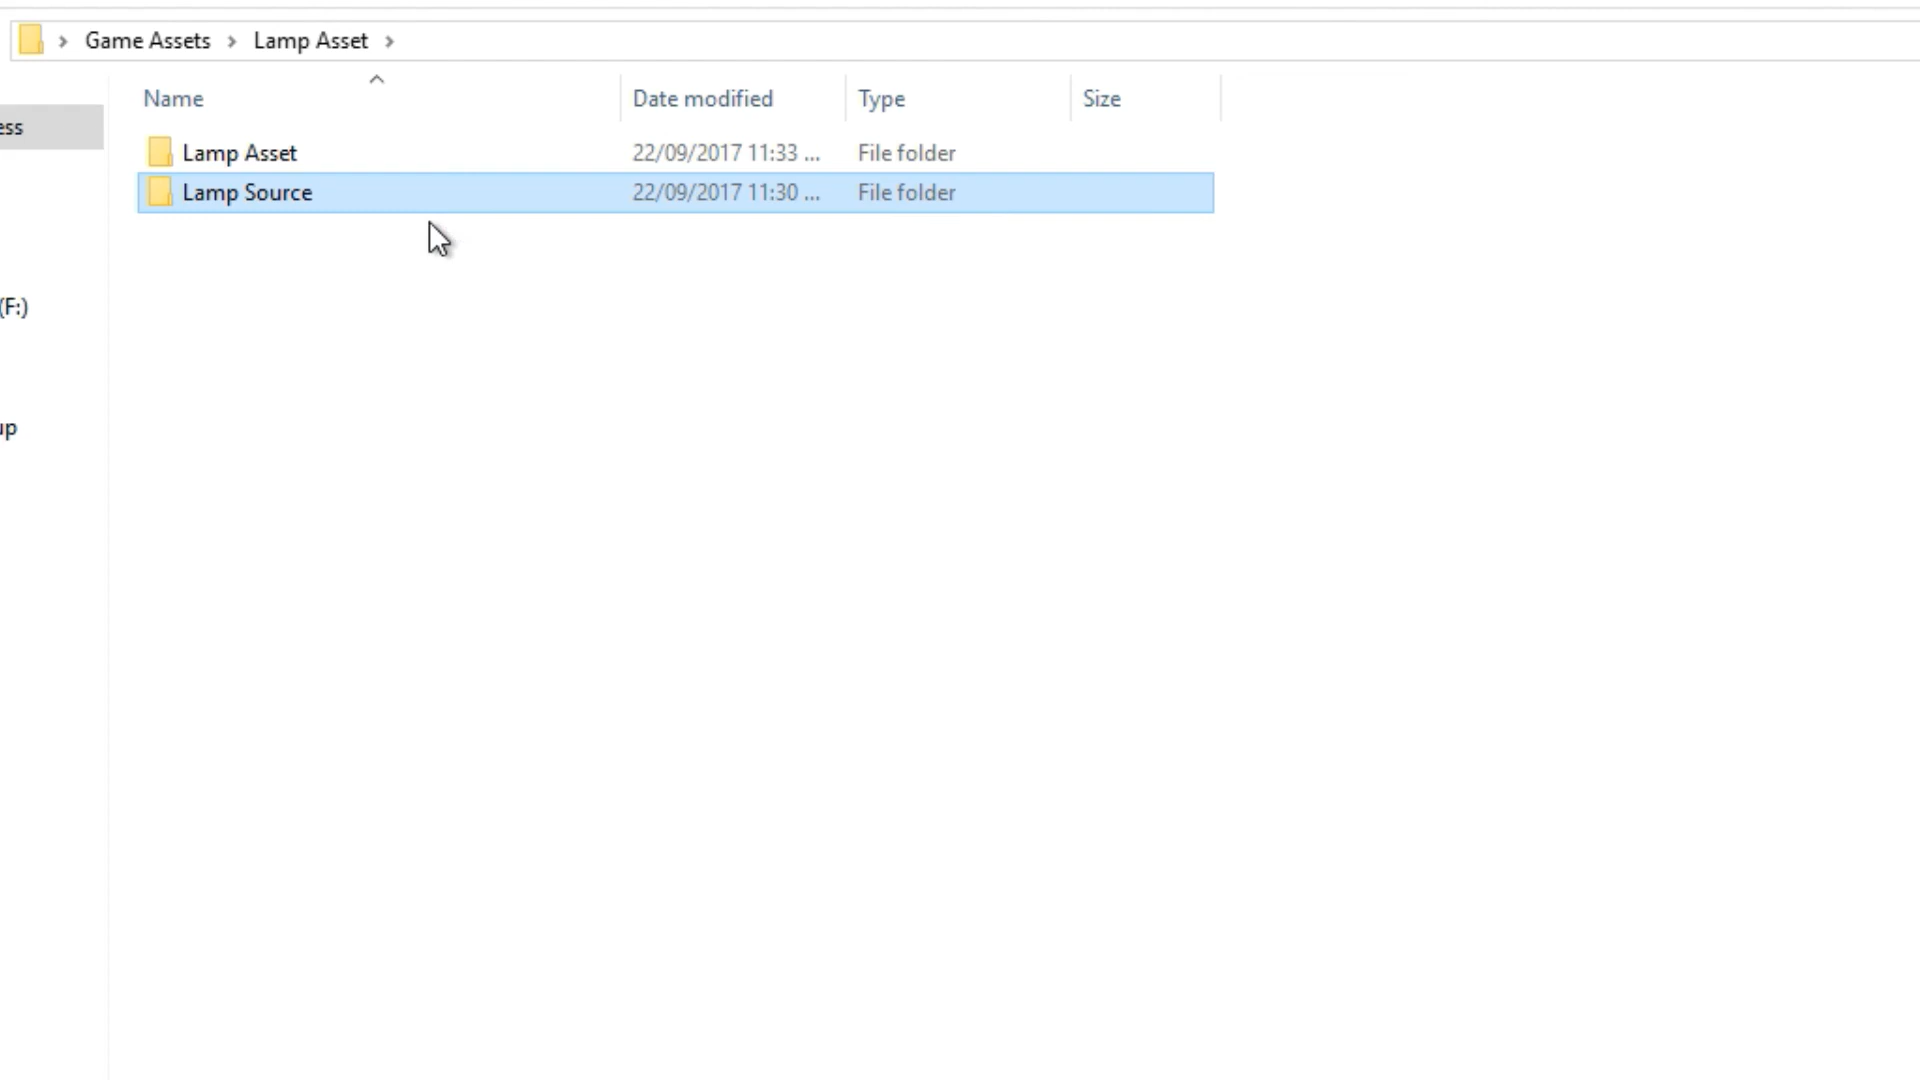 Game Assets > Lamp Asset >
Name Date modified Type Size
ess
Lamp Asset 22/09/2017 11:33 ... File folder
Lamp Source 22/09/2017 11:30 ... File folder
(F:)
up